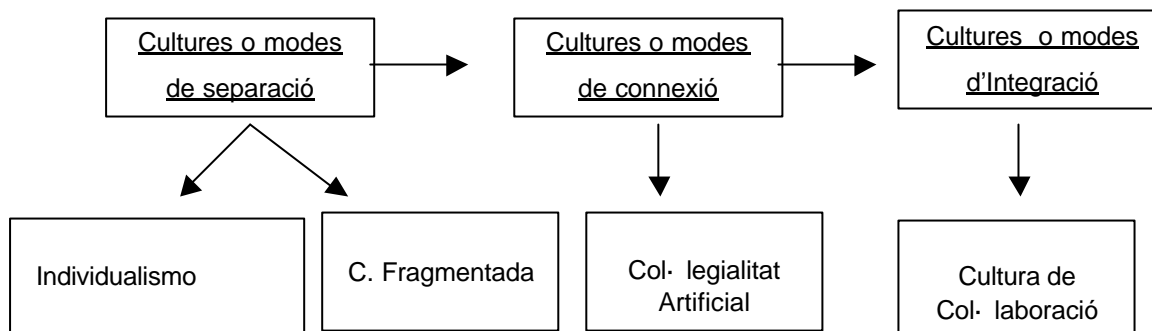 Cultures o modes
de separació
Cultures o modes
de connexió
Cultures o modes
d'Integració
Individualismo
C. Fragmentada
Col· legialitat
Artificial
Cultura de
Col· laboració